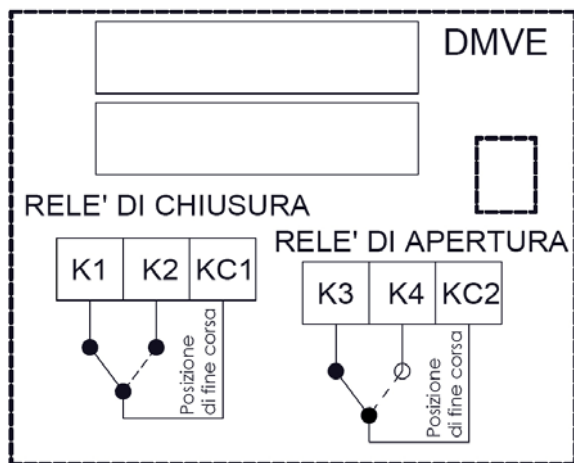 DMVE
RELE' DI CHIUSURA
K1 K2 KC1
Posizione
di fine corsa
RELE' DI APERTURA
K3 K4 KC2
Posizione
di fine corsa